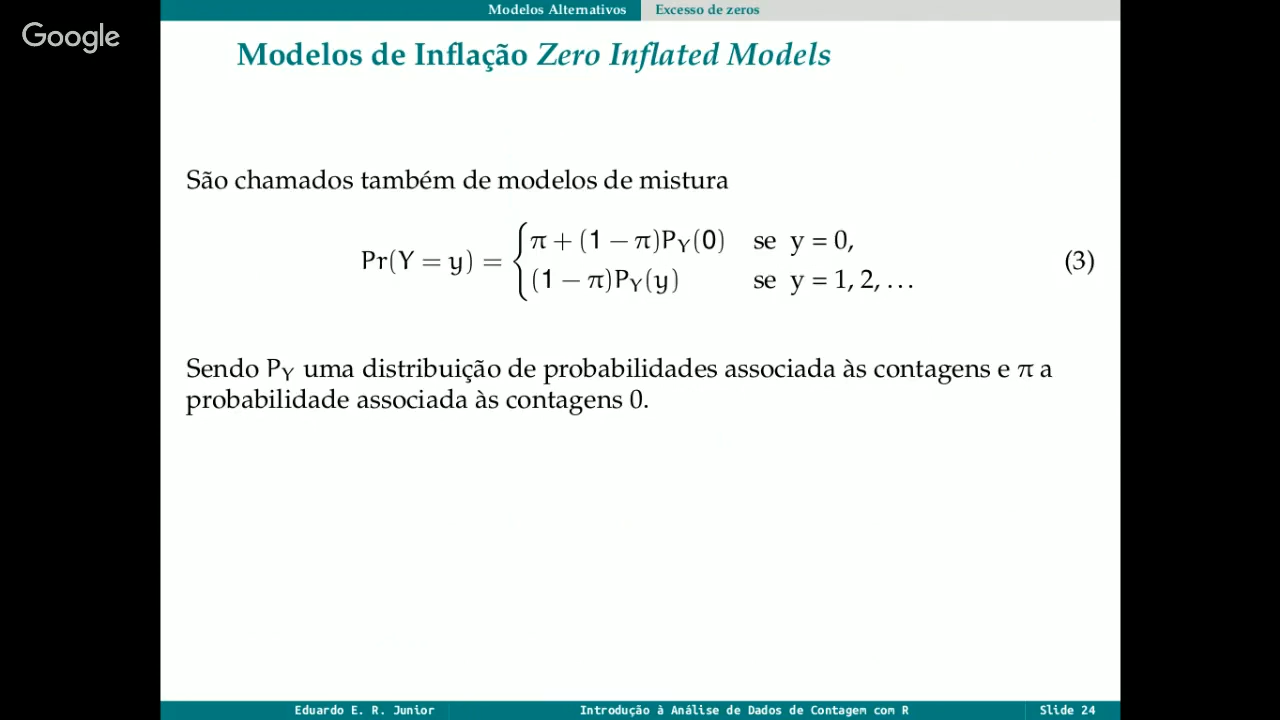 Google
Modelos Alternativos Excesso de zeros
Modelos de Inflação Zero Inflated Models
São chamados também de modelos de mistura
Pr(Y = y) = { π + (1 − π)P_Y(0) se y = 0,
(1 − π)P_Y(y) se y = 1, 2, . . .
(3)
Sendo P_Y uma distribuição de probabilidades associada às contagens e π a
probabilidade associada às contagens 0.
Eduardo E. R. Junior Introdução à Análise de Dados de Contagem com R Slide 24